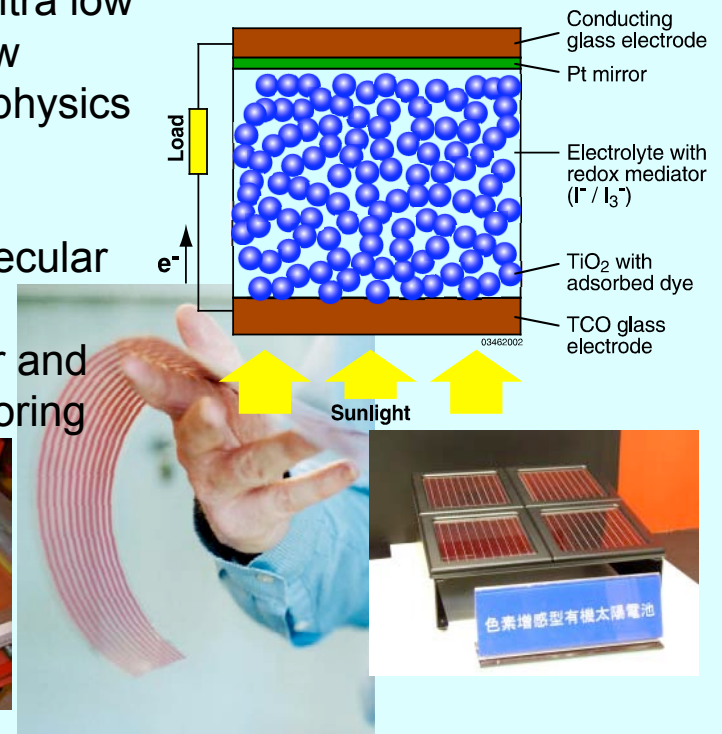 ltra low
w
physics
ecular
r and
oring
Conducting
glass electrode
Pt mirror
Load
Electrolyte with
redox mediator
(I⁻ / I₃⁻)
e⁻
TiO₂ with
adsorbed dye
TCO glass
electrode
03462002
Sunlight
色素増感型有機太陽電池